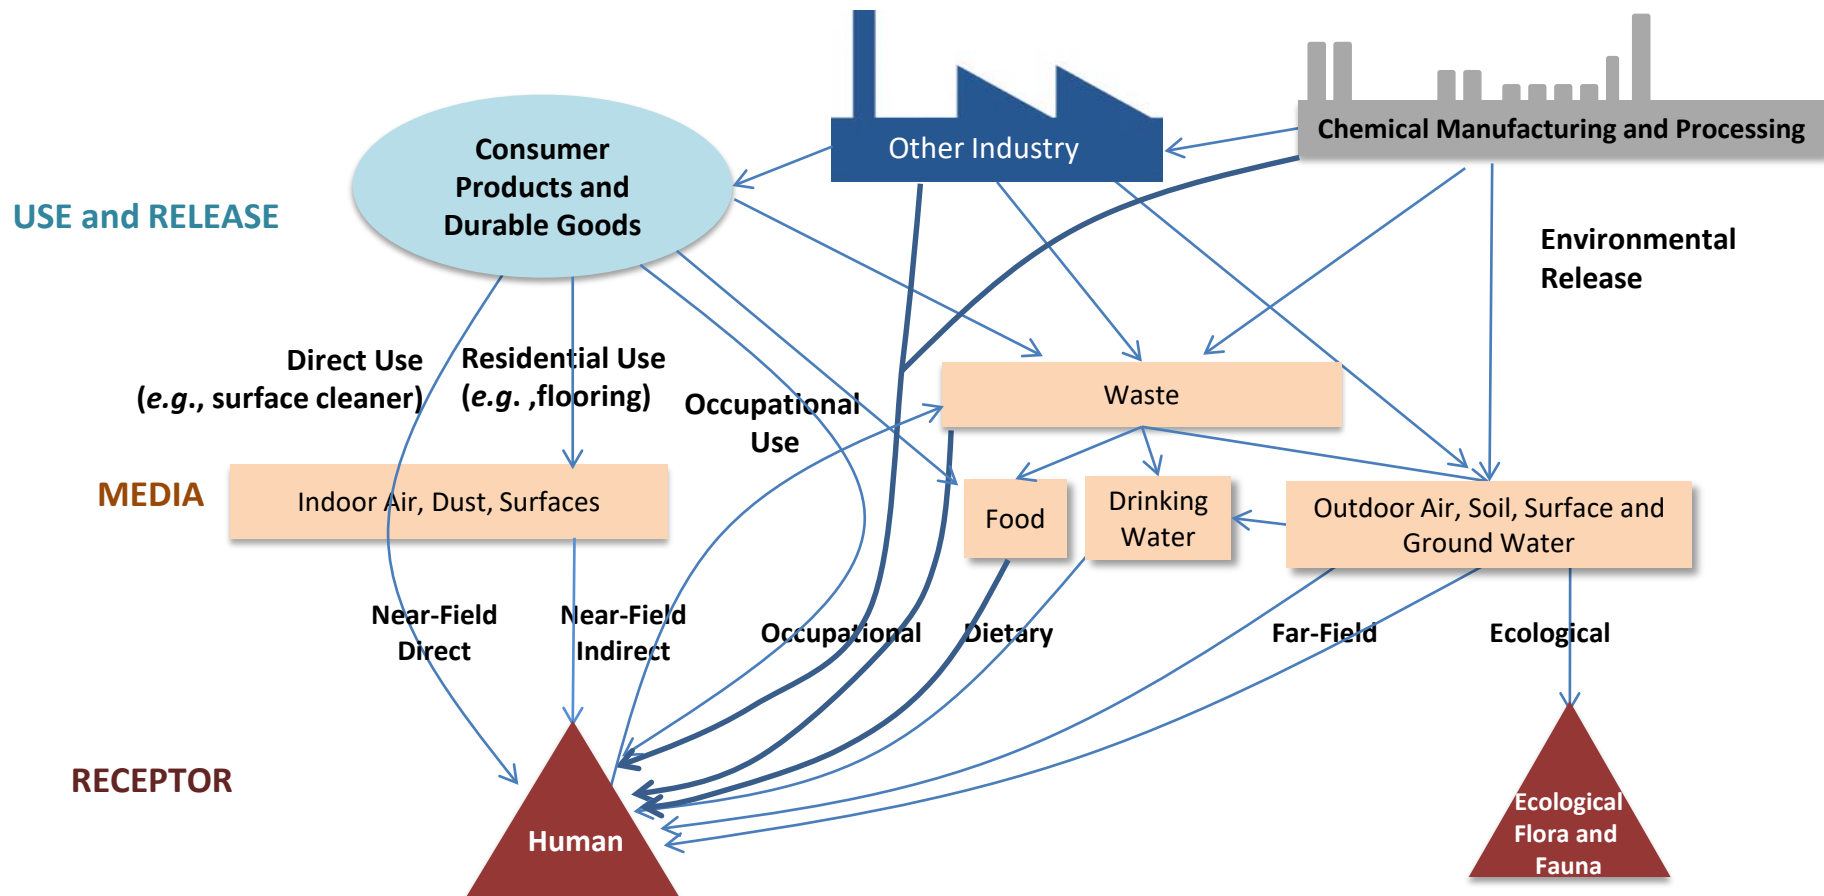 Other Industry
Chemical Manufacturing and Processing
Consumer
Products and
Durable Goods
USE and RELEASE
Environmental
Release
Direct Use
(e.g., surface cleaner)
Residential Use
(e.g. ,flooring)
Occupational
Use
Waste
MEDIA
Indoor Air, Dust, Surfaces
Food
Drinking
Water
Outdoor Air, Soil, Surface and
Ground Water
Near-Field
Direct
Near-Field
Indirect
Occupational
Dietary
Far-Field
Ecological
RECEPTOR
Human
Ecological
Flora and
Fauna